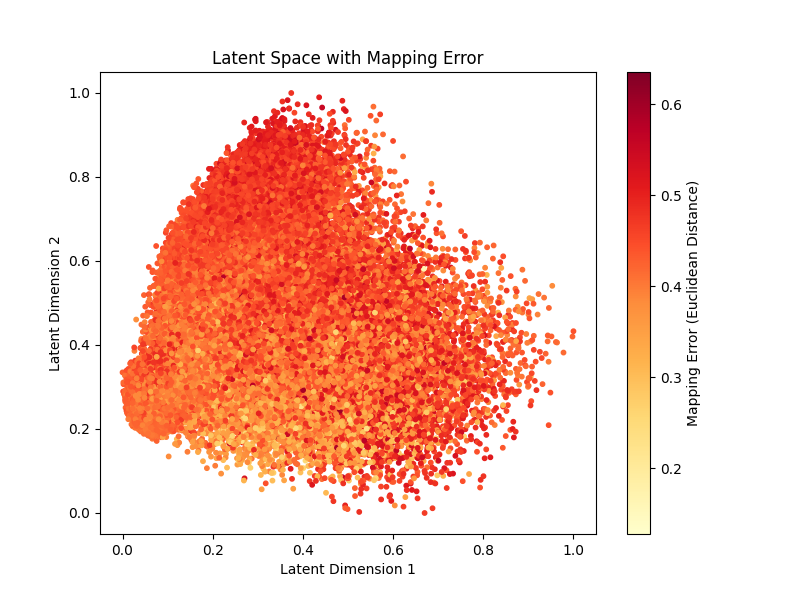 Latent Space with Mapping Error
1.0
0.8
0.6
0.4
0.2
0.0
Latent Dimension 2
0.0 0.2 0.4 0.6 0.8 1.0
Latent Dimension 1
0.6
0.5
0.4
0.3
0.2
Mapping Error (Euclidean Distance)